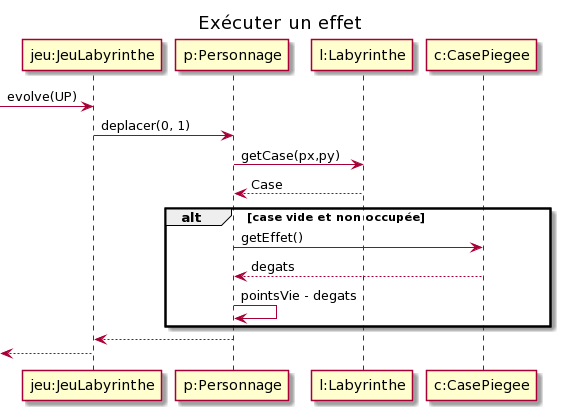 Exécuter un effet
jeu:JeuLabyrinthe p:Personnage l:Labyrinthe c:CasePiegee
evolve(UP)
deplacer(0, 1)
getCase(px,py)
Case
alt [case vide et non occupée]
getEffet()
degats
pointsVie - degats
jeu:JeuLabyrinthe p:Personnage l:Labyrinthe c:CasePiegee